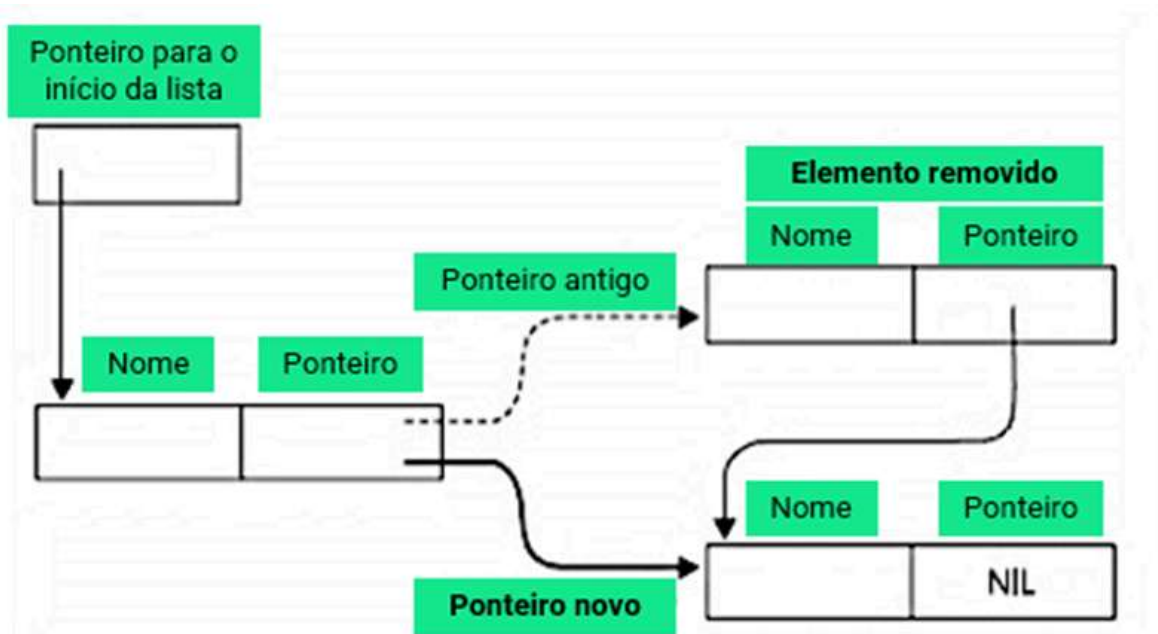 Ponteiro para o
início da lista
Elemento removido
Nome
Ponteiro
Ponteiro antigo
Nome
Ponteiro
Nome
Ponteiro
NIL
Ponteiro novo